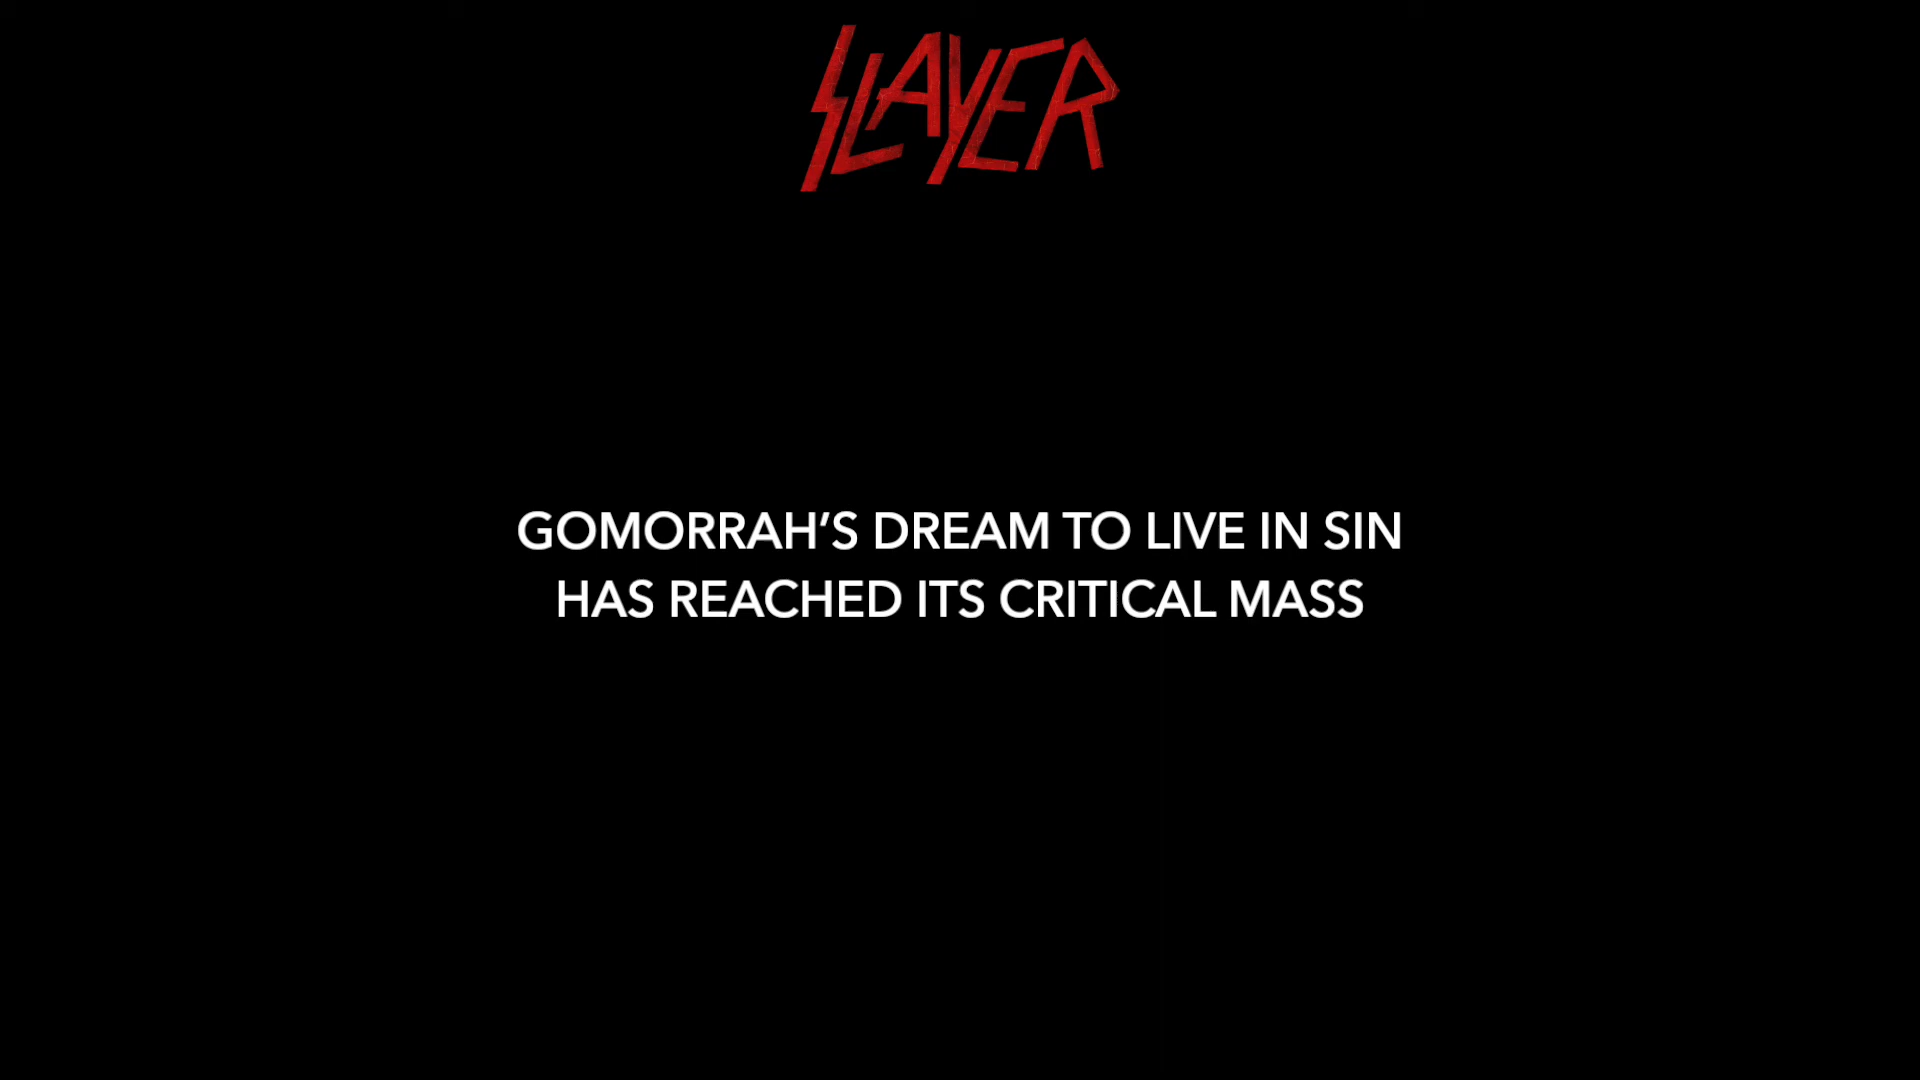 SLAYER
GOMORRAH’S DREAM TO LIVE IN SIN
HAS REACHED ITS CRITICAL MASS